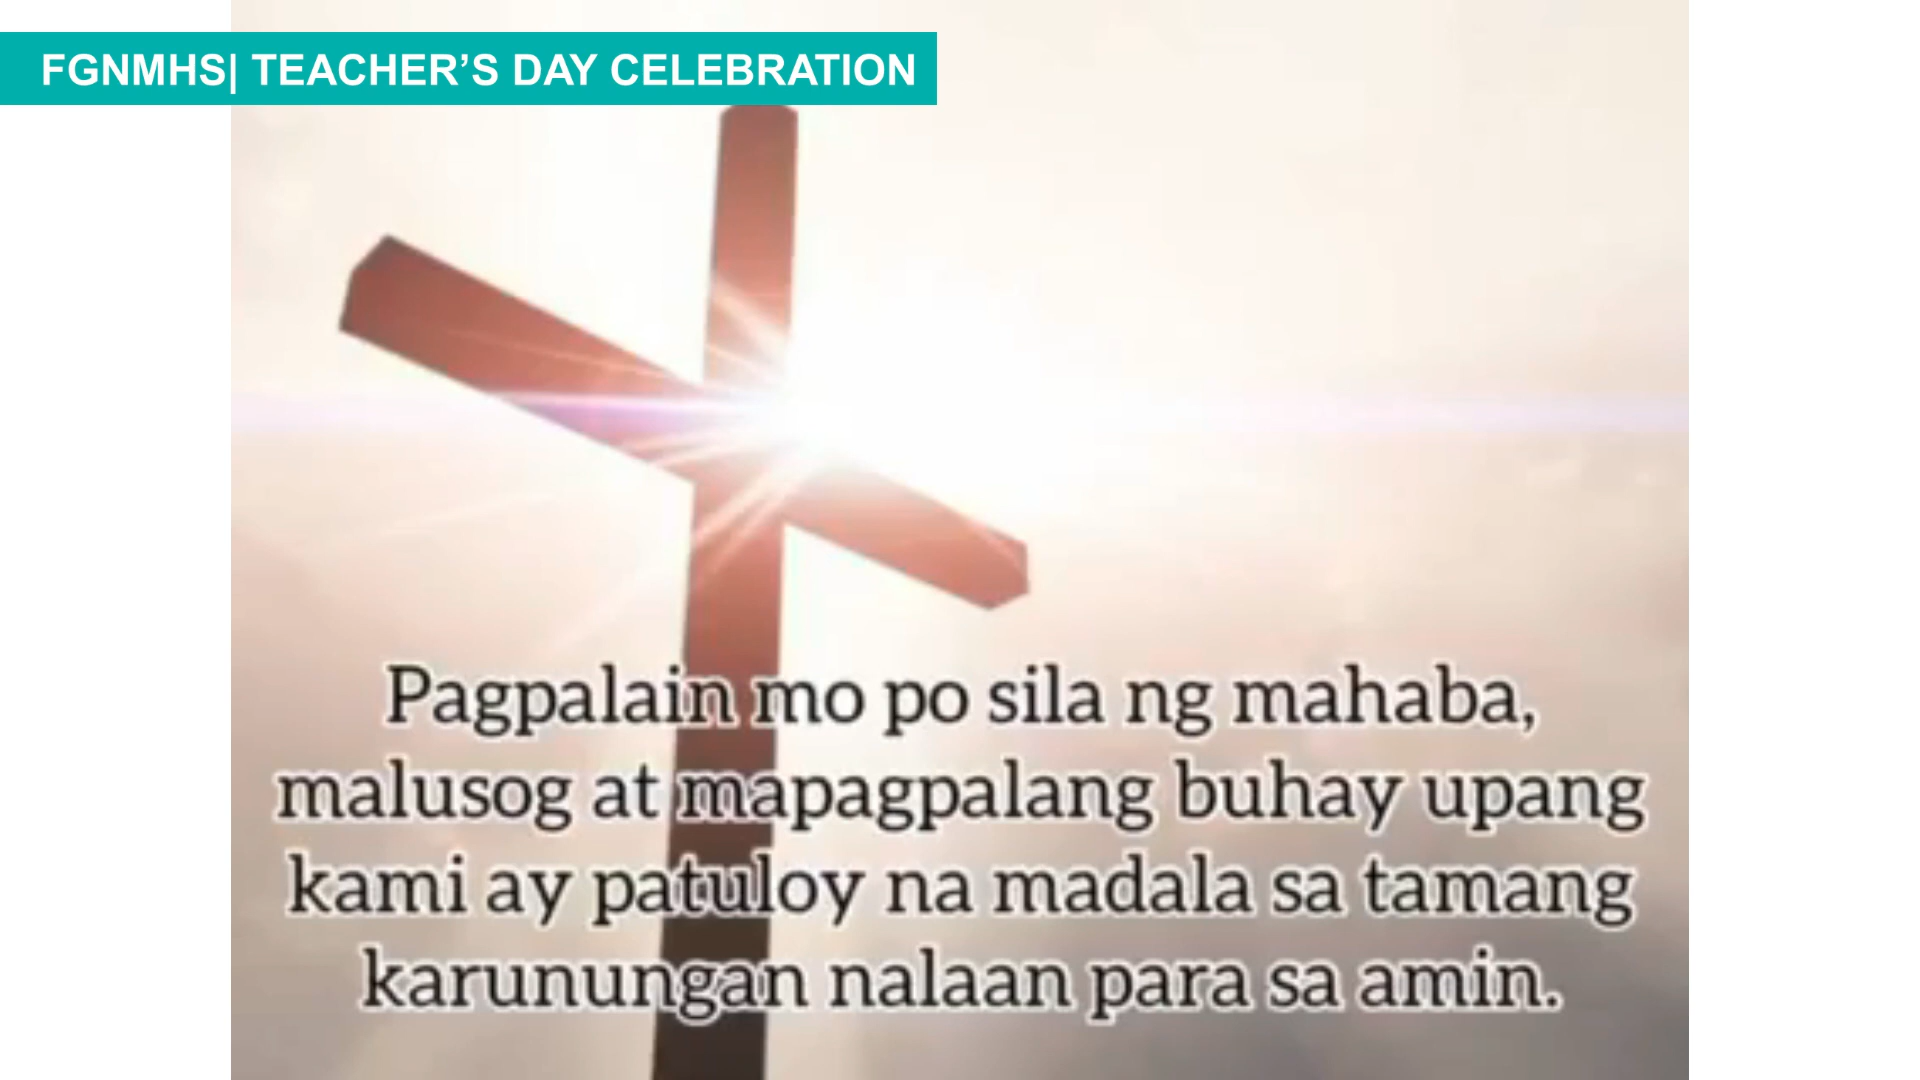 FGNMHS| TEACHER’S DAY CELEBRATION
Pagpalain mo po sila ng mahaba,
malusog at mapagpalang buhay upang
kami ay patuloy na madala sa tamang
karunungan nalaan para sa amin.